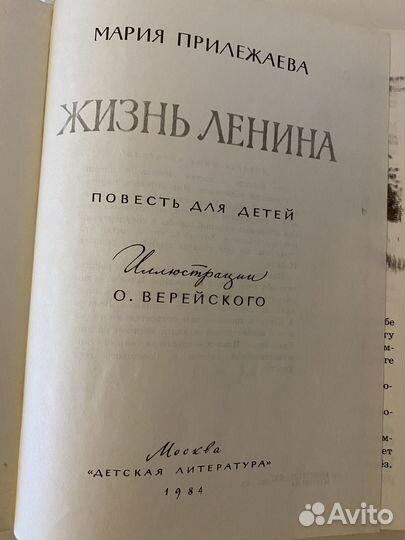 МАРИЯ ПРИЛЕЖАЕВА
ЖИЗНЬ ЛЕНИНА
ПОВЕСТЬ ДЛЯ ДЕТЕЙ
Иллюстрации
О. ВЕРЕЙСКОГО
Москва
"ДЕТСКАЯ ЛИТЕРАТУРА"
1984
Avito